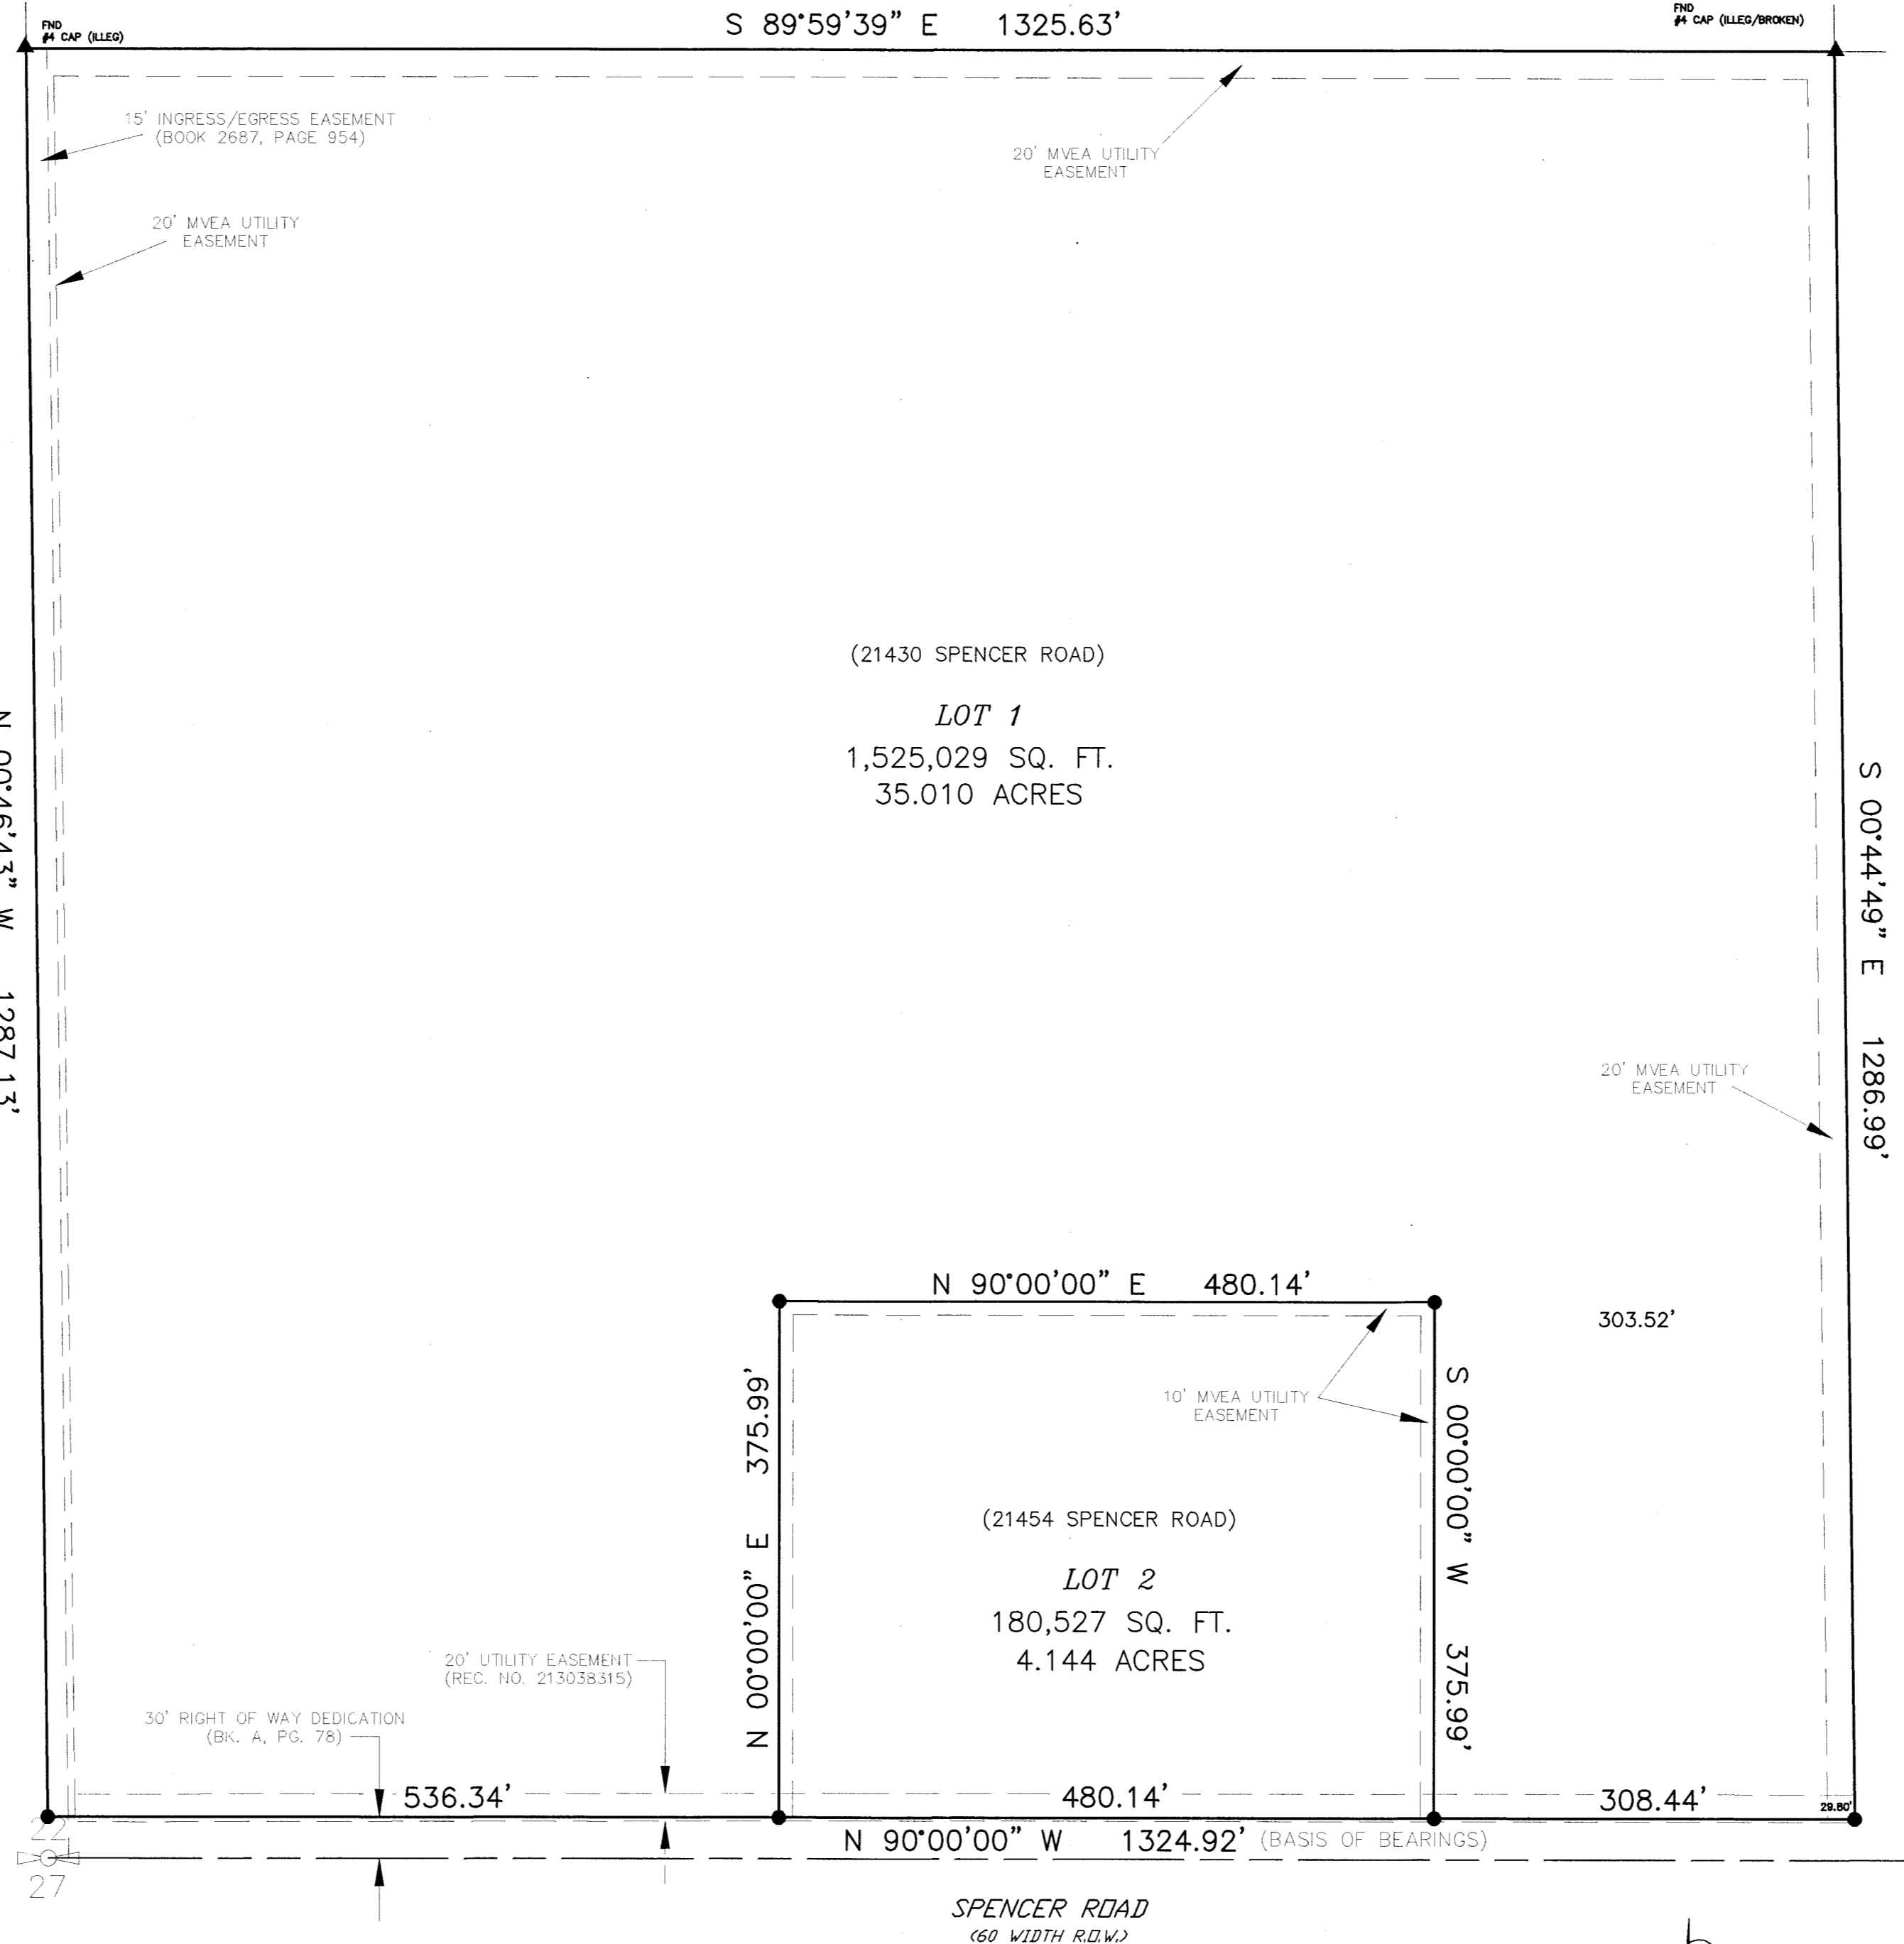 S 89°59'39" E 1325.63'
FND
#4 CAP (ILLEG)
FND
#4 CAP (ILLEG/BROKEN)
15' INGRESS/EGRESS EASEMENT
(BOOK 2687, PAGE 954)
20' MVEA UTILITY
EASEMENT
20' MVEA UTILITY
EASEMENT
(21430 SPENCER ROAD)
LOT 1
1,525,029 SQ. FT.
35.010 ACRES
N 00°46'43" W 1287.13'
S 00°44'49" E 1286.99'
20' MVEA UTILITY
EASEMENT
N 90°00'00" E 480.14'
303.52'
N 00°00'00" E 375.99'
S 00°00'00" W 375.99'
10' MVEA UTILITY
EASEMENT
(21454 SPENCER ROAD)
LOT 2
180,527 SQ. FT.
4.144 ACRES
20' UTILITY EASEMENT
(REC. NO. 213038315)
30' RIGHT OF WAY DEDICATION
(BK. A, PG. 78)
536.34'
480.14'
308.44'
29.80'
N 90°00'00" W 1324.92' (BASIS OF BEARINGS)
22
27
SPENCER ROAD
(60 WIDTH R.O.W.)